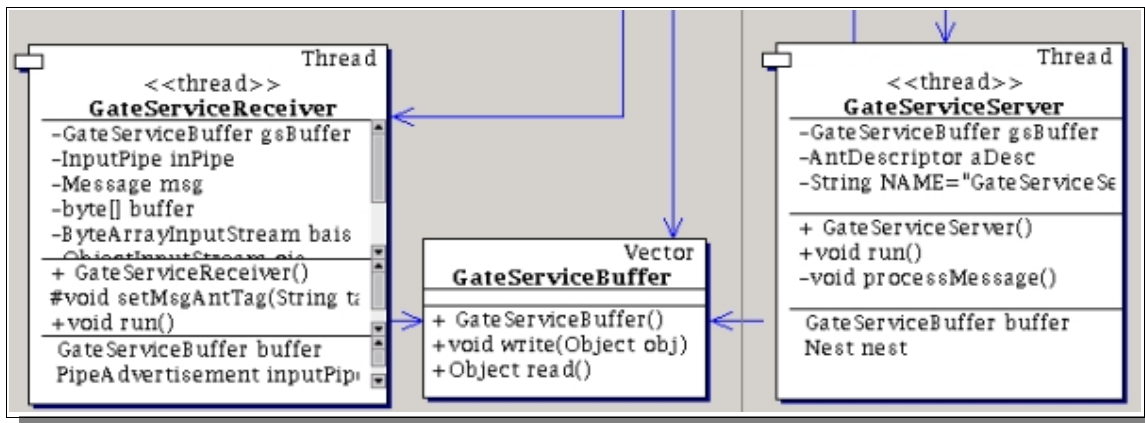 Thread
<<thread>>
GateServiceReceiver
-GateServiceBuffer gsBuffer
-InputPipe inPipe
-Message msg
-byte[] buffer
-ByteArrayInputStream bais
+ GateServiceReceiver()
#void setMsgAntTag(String ta
+void run()
GateServiceBuffer buffer
PipeAdvertisement inputPip
Vector
GateServiceBuffer
+ GateServiceBuffer()
+void write(Object obj)
+Object read()
Thread
<<thread>>
GateServiceServer
-GateServiceBuffer gsBuffer
-AntDescriptor aDesc
-String NAME="GateServiceSe
+ GateServiceServer()
+void run()
-void processMessage()
GateServiceBuffer buffer
Nest nest